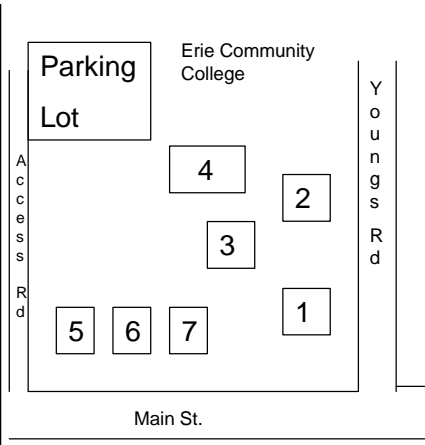 Erie Community
College
Parking
Lot
Youngs Rd
Access Rd
4
2
3
1
5 6 7
Main St.